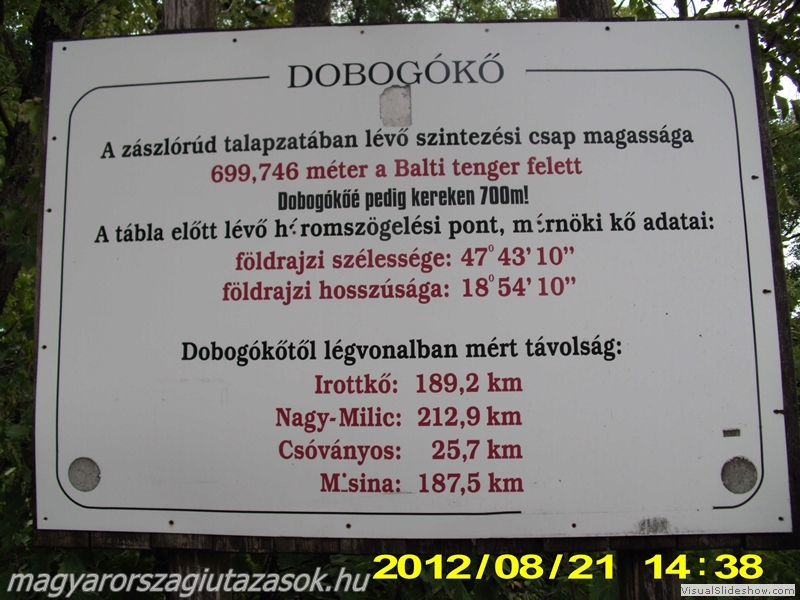 DOBOGÓKŐ
A zászlórúd talapzatában lévő szintezési csap magassága
699,746 méter a Balti tenger felett
Dobogókőé pedig kereken 700m!
A tábla előtt lévő pont, kő adatai:
földrajzi szélessége: 47° 43' 10"
földrajzi hosszúsága: 18° 54' 10"
Dobogókőtől légvonalban mért távolság:
Irottkő: 189,2 km
Nagy-Milic: 212,9 km
Csóványos: 25,7 km
187,5 km
magyarorszagiutazasok.hu
2012/08/21 14:38
VisualSlideshow.com